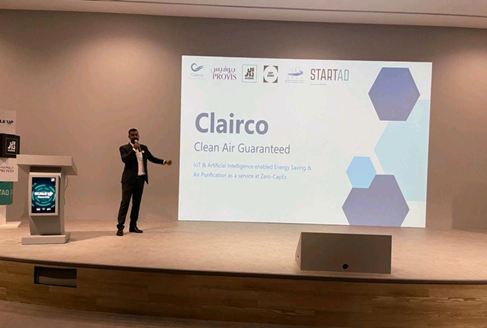 بروفيس
PROVIS
STARTAD
Clairco
Clean Air Guaranteed
IoT & Artificial Intelligence enabled Energy Saving &
Air Purification as a service at Zero-CapEx